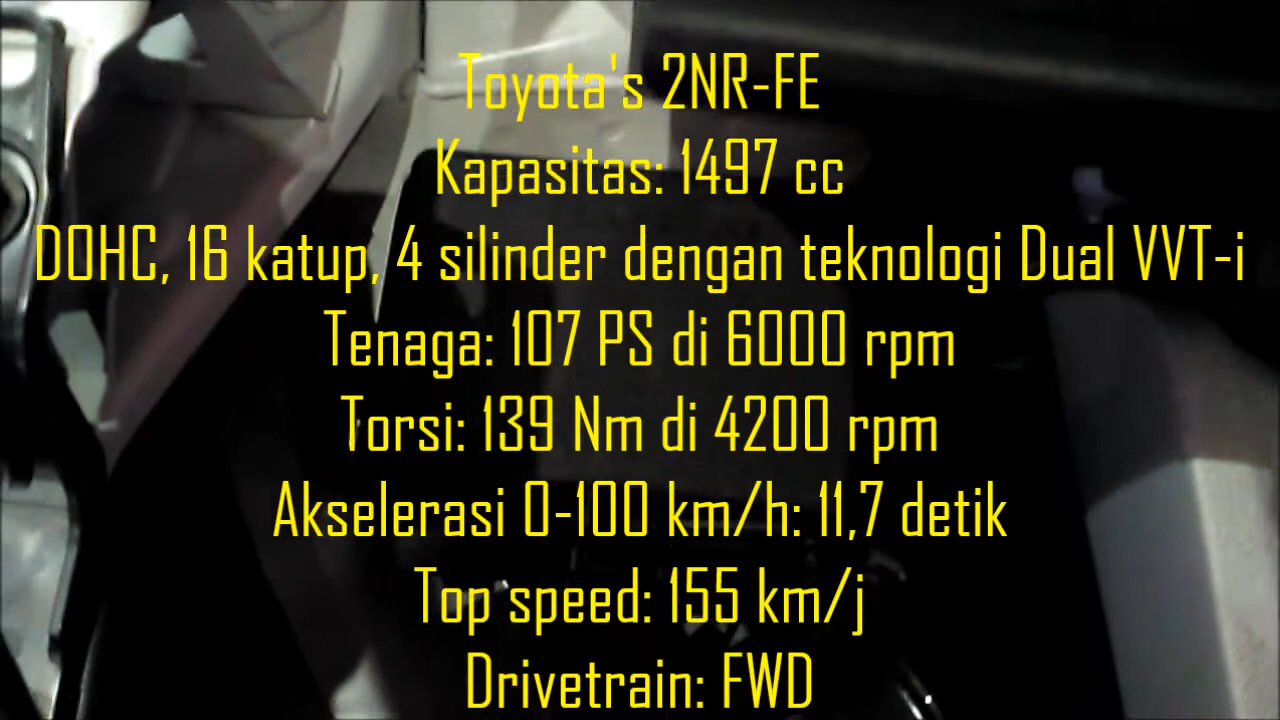 Toyota's 2NR-FE
Kapasitas: 1497 cc
DOHC, 16 katup, 4 silinder dengan teknologi Dual VVT-i
Tenaga: 107 PS di 6000 rpm
Torsi: 139 Nm di 4200 rpm
Akselerasi 0-100 km/h: 11,7 detik
Top speed: 155 km/j
Drivetrain: FWD